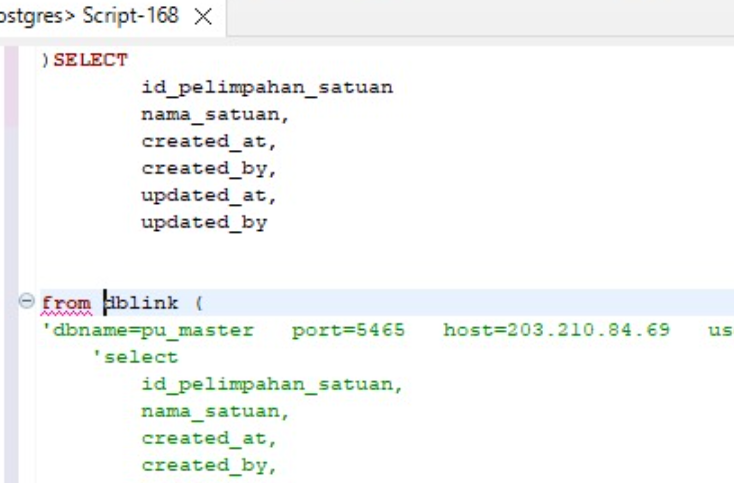 ostgres> Script-168
)SELECT
id_pelimpahan_satuan
nama_satuan,
created_at,
created_by,
updated_at,
updated_by
from dblink (
'dbname=pu_master port=5465 host=203.210.84.69 us
'select
id_pelimpahan_satuan,
nama_satuan,
created_at,
created_by,